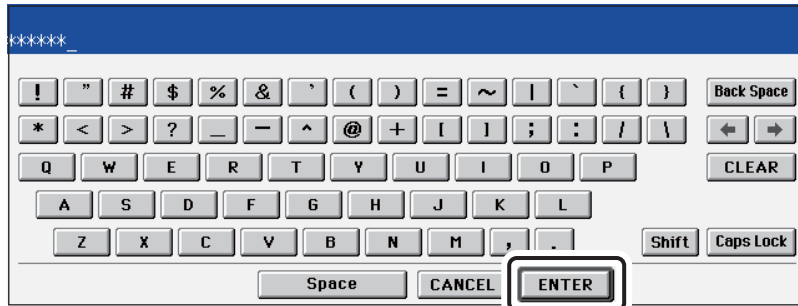 ******_
! " # $ % & ' ( ) = ~ | ` { } Back Space
* < > ? _ - ^ @ + [ ] ; : / \ ← →
Q W E R T Y U I O P CLEAR
A S D F G H J K L
Z X C V B N M , . Shift Caps Lock
Space CANCEL ENTER